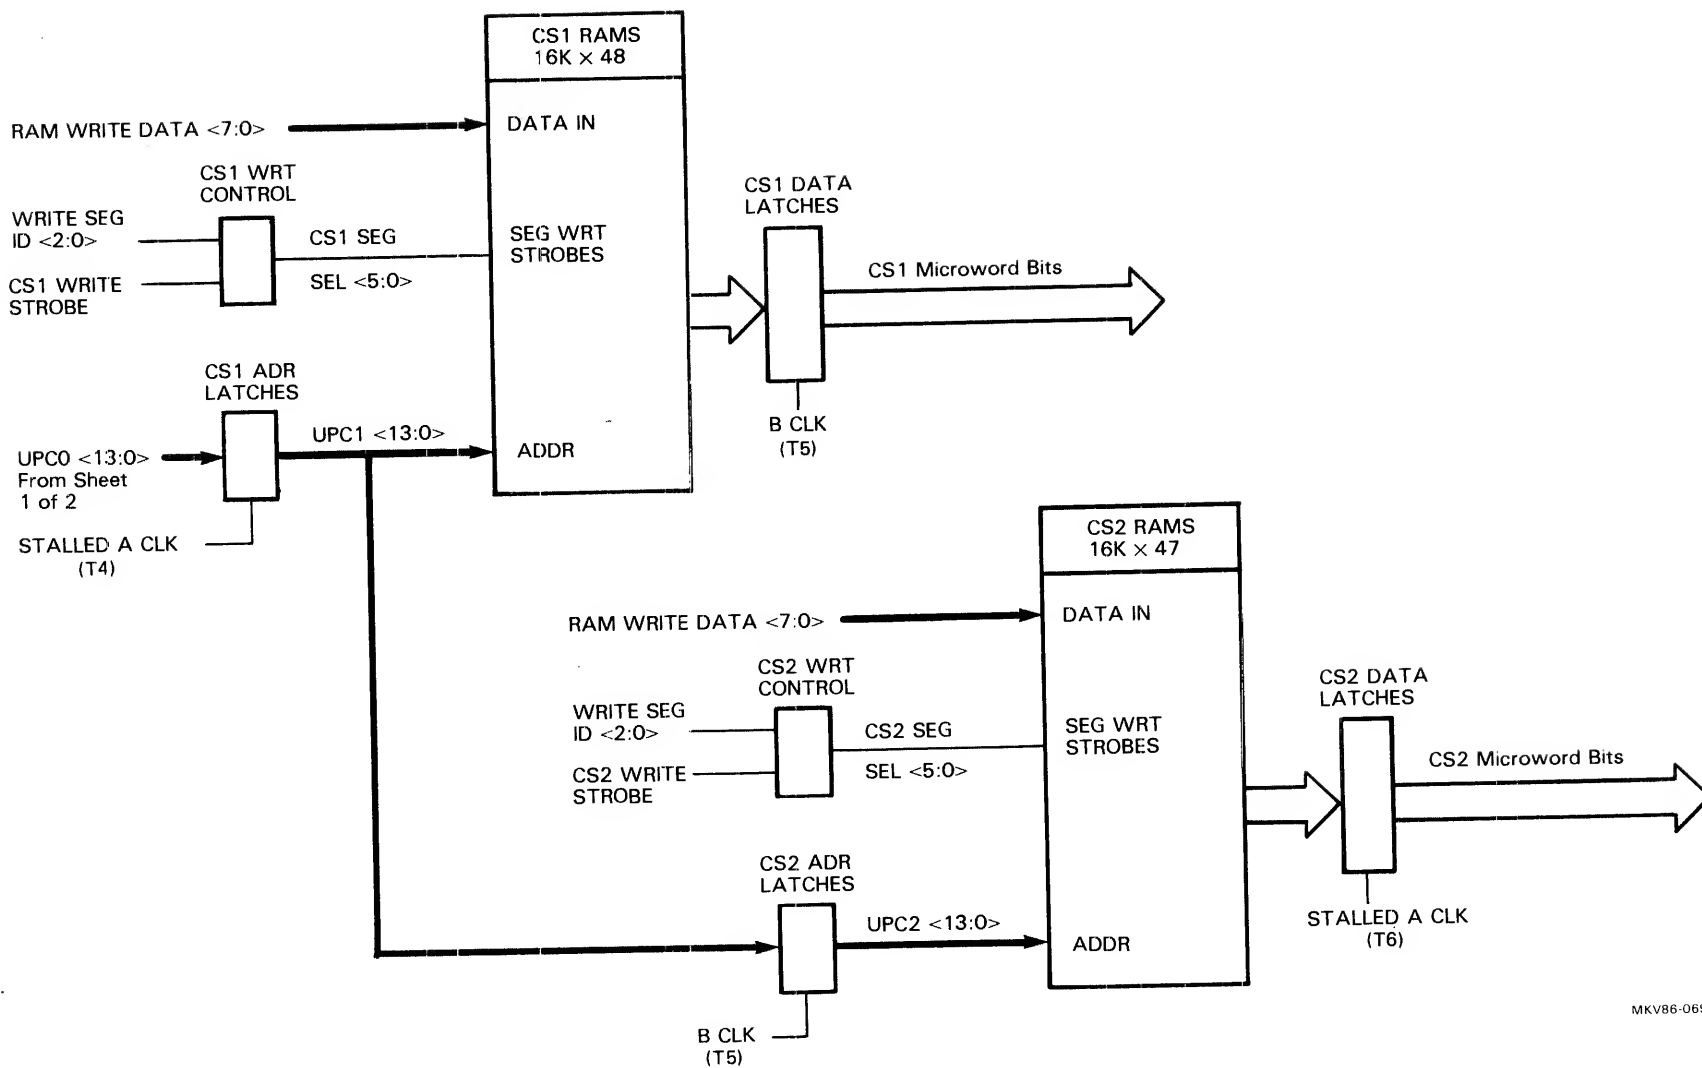 CS1 RAMS
16K × 48
RAM WRITE DATA <7:0>
DATA IN
CS1 WRT
CONTROL
WRITE SEG
ID <2:0>
CS1 WRITE
STROBE
CS1 SEG
SEL <5:0>
SEG WRT
STROBES
CS1 DATA
LATCHES
CS1 Microword Bits
B CLK
(T5)
CS1 ADR
LATCHES
UPC0 <13:0>
From Sheet
1 of 2
UPC1 <13:0>
ADDR
STALLED A CLK
(T4)
CS2 RAMS
16K × 47
RAM WRITE DATA <7:0>
DATA IN
CS2 WRT
CONTROL
WRITE SEG
ID <2:0>
CS2 WRITE
STROBE
CS2 SEG
SEL <5:0>
SEG WRT
STROBES
CS2 DATA
LATCHES
CS2 Microword Bits
STALLED A CLK
(T6)
CS2 ADR
LATCHES
UPC2 <13:0>
ADDR
B CLK
(T5)